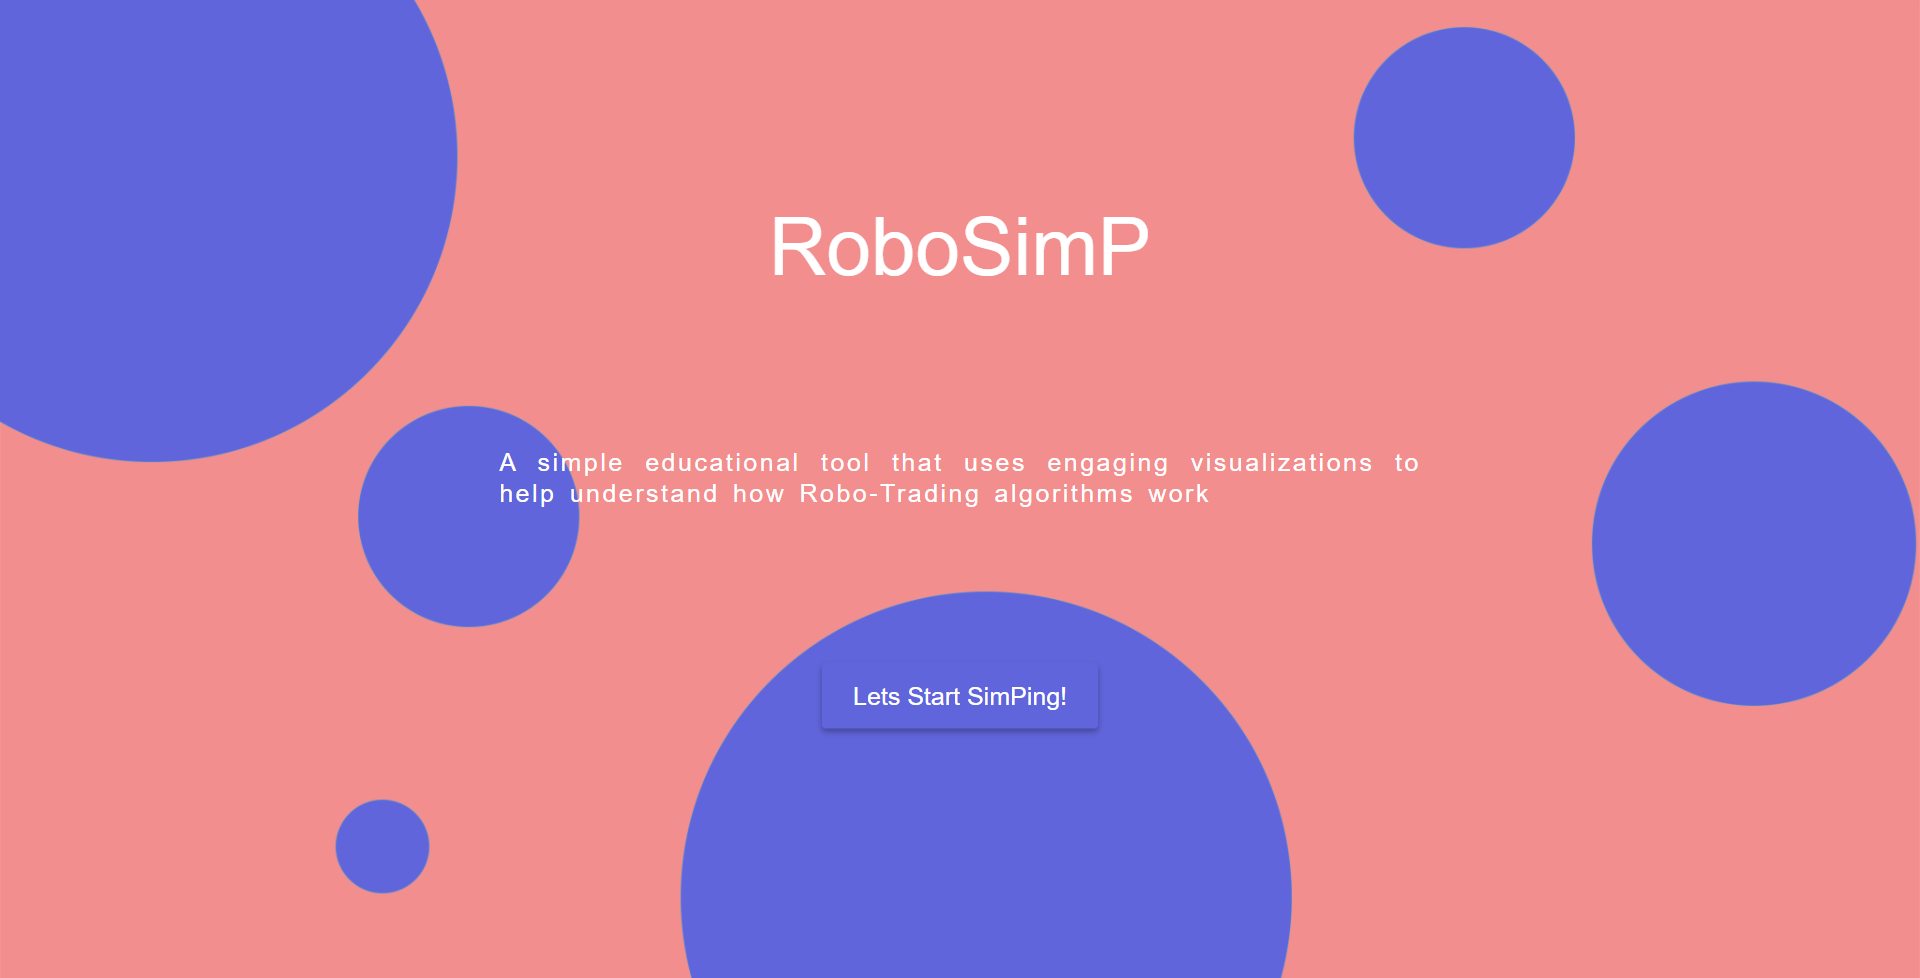 RoboSimP
A simple educational tool that uses engaging visualizations to
help understand how Robo-Trading algorithms work
Lets Start SimPing!